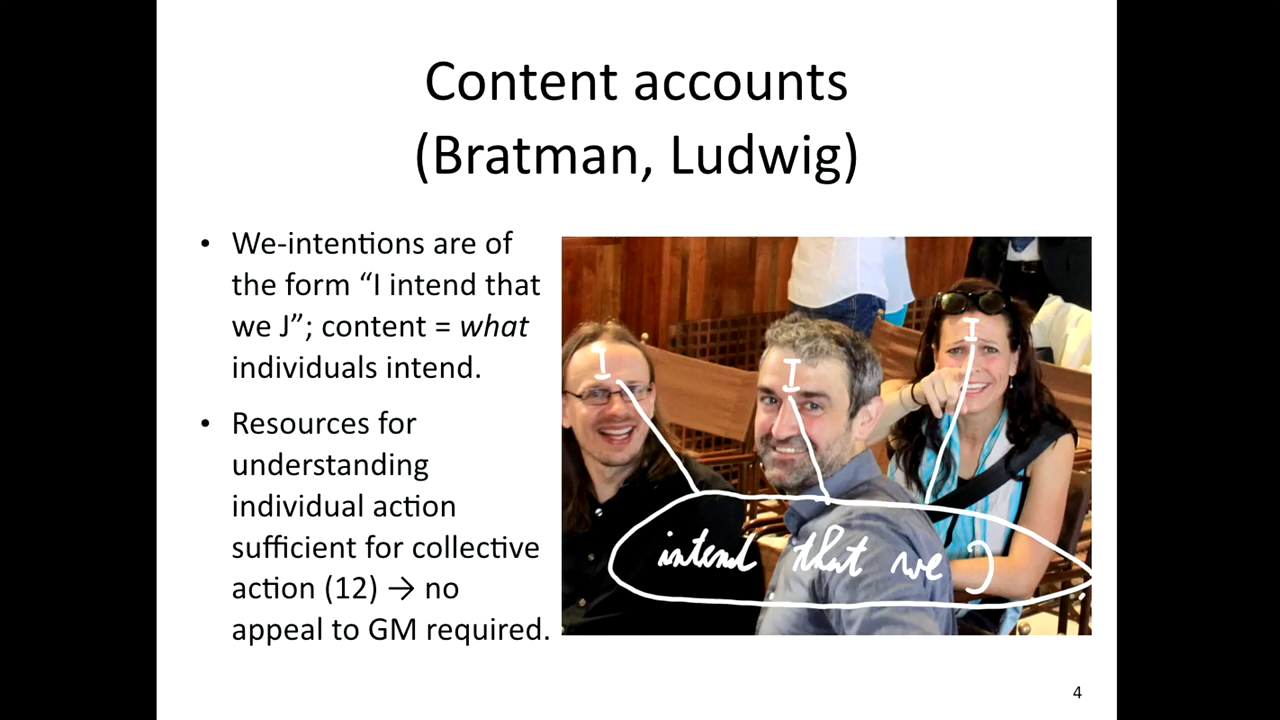 Content accounts
(Bratman, Ludwig)
• We-intentions are of
the form “I intend that
we J”; content = what
individuals intend.
• Resources for
understanding
individual action
sufficient for collective
action (12) → no
appeal to GM required.
I
I
I
intend that we J
4